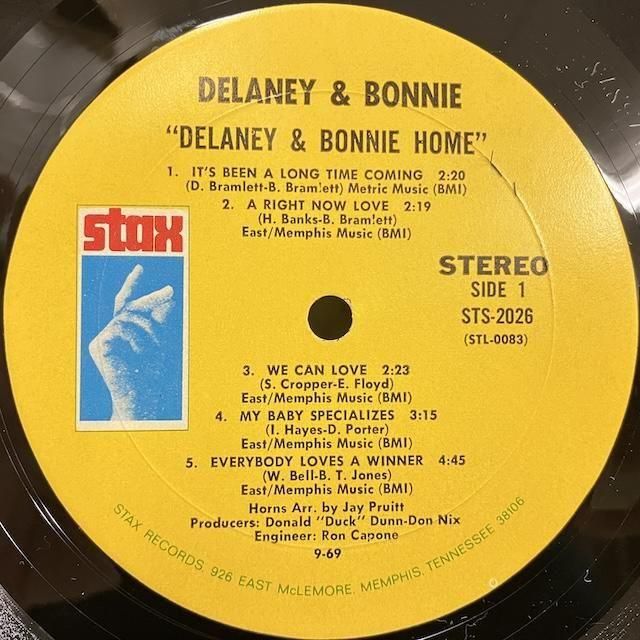 DELANEY & BONNIE
"DELANEY & BONNIE HOME"
1. IT'S BEEN A LONG TIME COMING 2:20
(D. Bramlett-B. Bramlett) Metric Music (BMI)
2. A RIGHT NOW LOVE 2:19
(H. Banks-B. Bramlett)
East/Memphis Music (BMI)
stax
STEREO
SIDE 1
STS-2026
(STL-0083)
3. WE CAN LOVE 2:23
(S. Cropper-E. Floyd)
East/Memphis Music (BMI)
4. MY BABY SPECIALIZES 3:15
(I. Hayes-D. Porter)
East/Memphis Music (BMI)
5. EVERYBODY LOVES A WINNER 4:45
(W. Bell-B. T. Jones)
East/Memphis Music (BMI)
Horns Arr. by Jay Pruitt
Producers: Donald "Duck" Dunn-Don Nix
Engineer: Ron Capone
9-69
STAX RECORDS, 926 EAST McLEMORE, MEMPHIS, TENNESSEE 38106